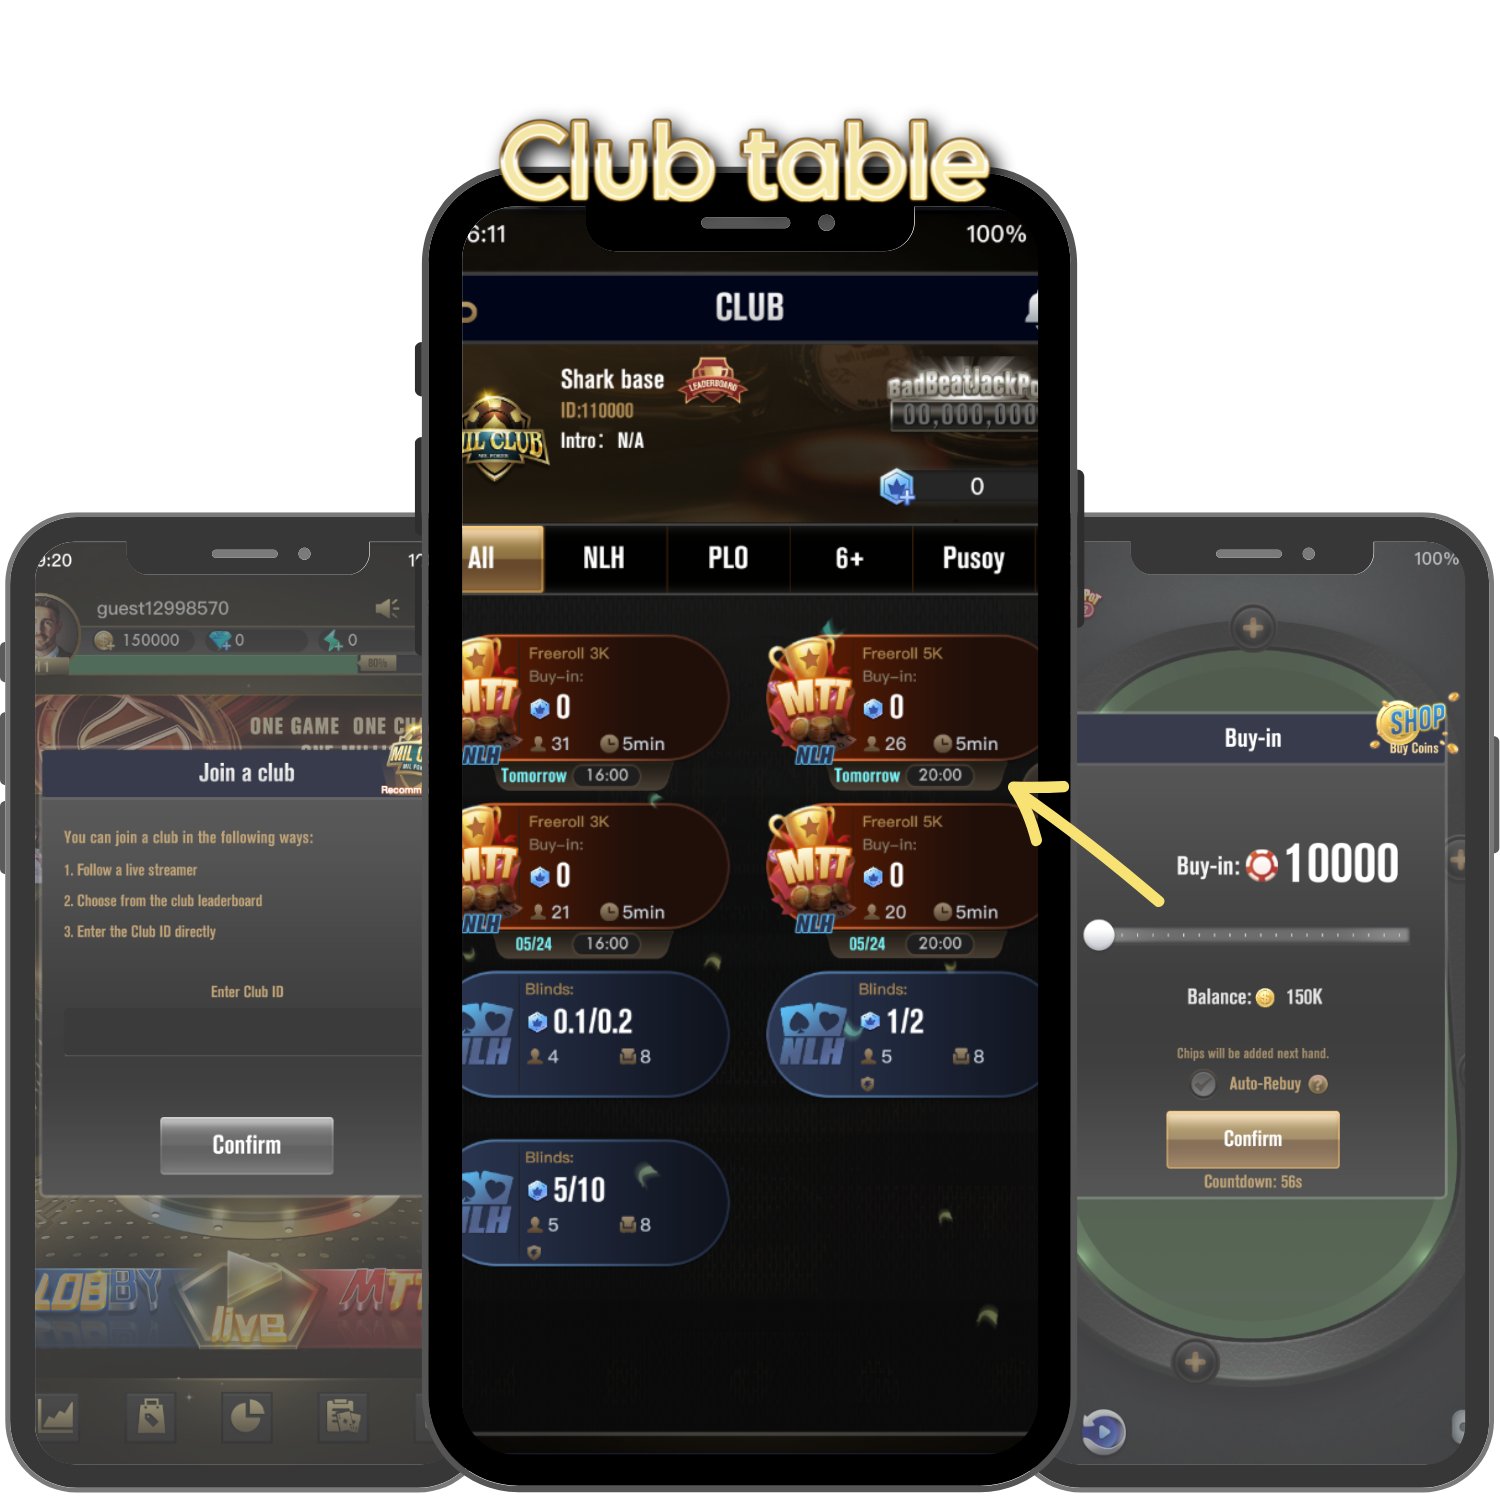 Club table
6:11 100%
CLUB
Shark base
LEADERBOARD
ID:110000
Intro: N/A
MIL CLUB
MIL POKER
BadBeatJackPo
00,000,000
0
All NLH PLO 6+ Pusoy
MTT
NLH
Freeroll 3K
Buy-in:
0
31 5min
Tomorrow 16:00
MTT
NLH
Freeroll 5K
Buy-in:
0
26 5min
Tomorrow 20:00
MTT
NLH
Freeroll 3K
Buy-in:
0
21 5min
05/24 16:00
MTT
NLH
Freeroll 5K
Buy-in:
0
20 5min
05/24 20:00
NLH
Blinds:
0.1/0.2
4 8
NLH
Blinds:
1/2
5 8
NLH
Blinds:
5/10
5 8
9:20
guest12998570
150000 0 0
80%
ONE GAME ONE CH
Join a club
Recomm
You can join a club in the following ways:
1. Follow a live streamer
2. Choose from the club leaderboard
3. Enter the Club ID directly
Enter Club ID
Confirm
LOBBY live MTT
100%
Buy-in
SHOP
Buy Coins
Buy-in: 10000
Balance: 150K
Chips will be added next hand.
Auto-Rebuy ?
Confirm
Countdown: 56s